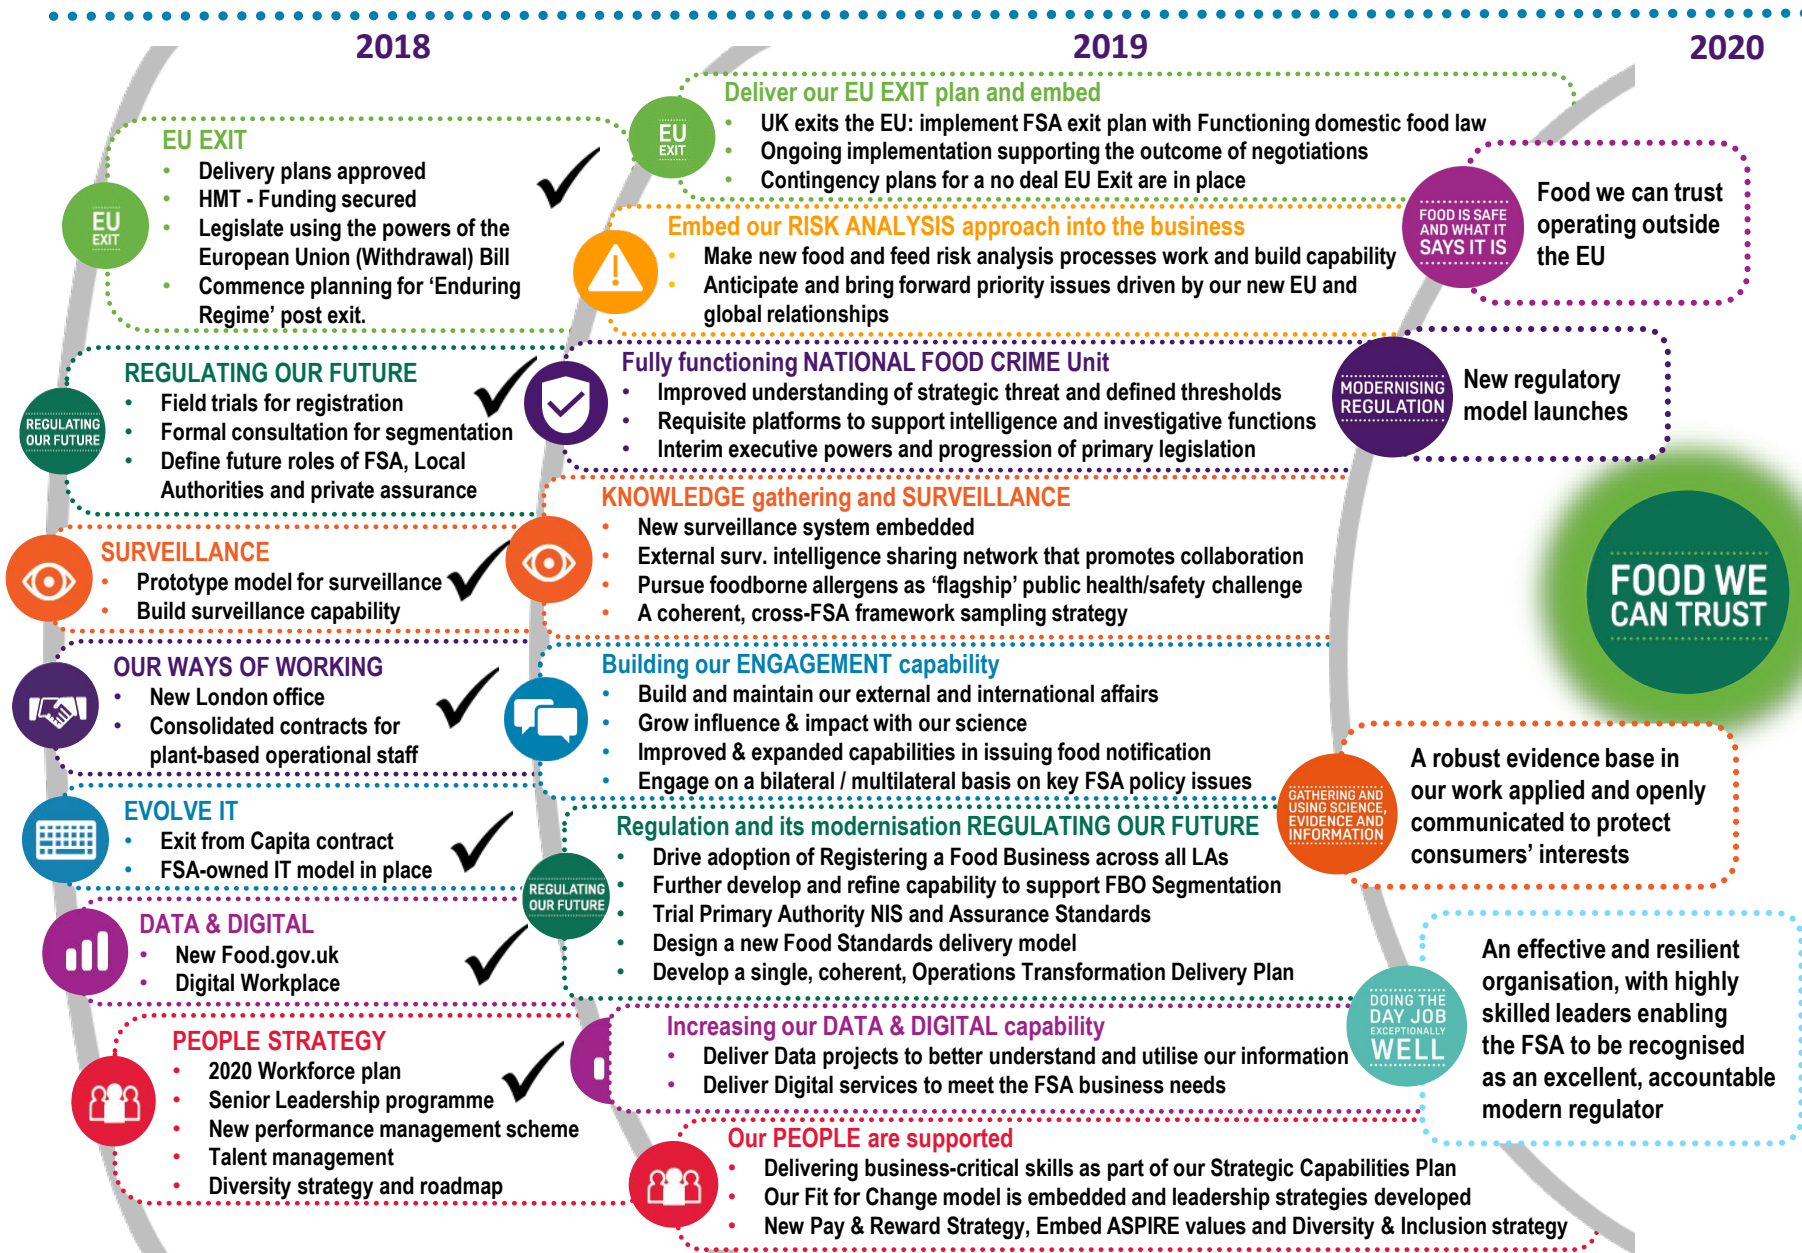 2018
2019
2020
EU EXIT
EU
EXIT
Delivery plans approved
HMT - Funding secured
Legislate using the powers of the
European Union (Withdrawal) Bill
Commence planning for ‘Enduring
Regime’ post exit.
REGULATING
OUR FUTURE
REGULATING OUR FUTURE
Field trials for registration
Formal consultation for segmentation
Define future roles of FSA, Local
Authorities and private assurance
SURVEILLANCE
Prototype model for surveillance
Build surveillance capability
OUR WAYS OF WORKING
New London office
Consolidated contracts for
plant-based operational staff
EVOLVE IT
Exit from Capita contract
FSA-owned IT model in place
DATA & DIGITAL
New Food.gov.uk
Digital Workplace
PEOPLE STRATEGY
2020 Workforce plan
Senior Leadership programme
New performance management scheme
Talent management
Diversity strategy and roadmap
EU
EXIT
Deliver our EU EXIT plan and embed
UK exits the EU: implement FSA exit plan with Functioning domestic food law
Ongoing implementation supporting the outcome of negotiations
Contingency plans for a no deal EU Exit are in place
Embed our RISK ANALYSIS approach into the business
Make new food and feed risk analysis processes work and build capability
Anticipate and bring forward priority issues driven by our new EU and
global relationships
Fully functioning NATIONAL FOOD CRIME Unit
Improved understanding of strategic threat and defined thresholds
Requisite platforms to support intelligence and investigative functions
Interim executive powers and progression of primary legislation
KNOWLEDGE gathering and SURVEILLANCE
New surveillance system embedded
External surv. intelligence sharing network that promotes collaboration
Pursue foodborne allergens as ‘flagship’ public health/safety challenge
A coherent, cross-FSA framework sampling strategy
Building our ENGAGEMENT capability
Build and maintain our external and international affairs
Grow influence & impact with our science
Improved & expanded capabilities in issuing food notification
Engage on a bilateral / multilateral basis on key FSA policy issues
REGULATING
OUR FUTURE
Regulation and its modernisation REGULATING OUR FUTURE
Drive adoption of Registering a Food Business across all LAs
Further develop and refine capability to support FBO Segmentation
Trial Primary Authority NIS and Assurance Standards
Design a new Food Standards delivery model
Develop a single, coherent, Operations Transformation Delivery Plan
Increasing our DATA & DIGITAL capability
Deliver Data projects to better understand and utilise our information
Deliver Digital services to meet the FSA business needs
Our PEOPLE are supported
Delivering business-critical skills as part of our Strategic Capabilities Plan
Our Fit for Change model is embedded and leadership strategies developed
New Pay & Reward Strategy, Embed ASPIRE values and Diversity & Inclusion strategy
FOOD IS SAFE
AND WHAT IT
SAYS IT IS
Food we can trust
operating outside
the EU
MODERNISING
REGULATION
New regulatory
model launches
FOOD WE
CAN TRUST
GATHERING AND
USING SCIENCE,
EVIDENCE AND
INFORMATION
A robust evidence base in
our work applied and openly
communicated to protect
consumers’ interests
DOING THE
DAY JOB
EXCEPTIONALLY
WELL
An effective and resilient
organisation, with highly
skilled leaders enabling
the FSA to be recognised
as an excellent, accountable
modern regulator